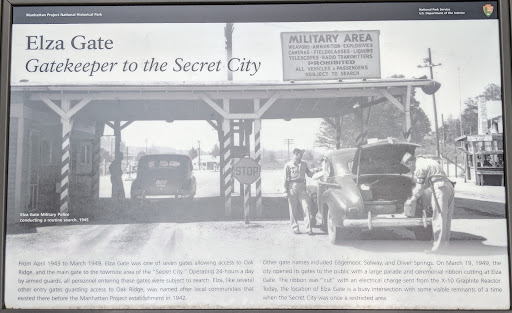 Manhattan Project National Historical Park
National Park Service
U.S. Department of the Interior
Elza Gate
Gatekeeper to the Secret City
MILITARY AREA
WEAPONS-AMMUNITION-EXPLOSIVES
CAMERAS-FIELDGLASSES-LIQUORS
TELESCOPES-RADIO TRANSMITTERS
PROHIBITED
ALL VEHICLES & PASSENGERS
SUBJECT TO SEARCH
STOP
Elza Gate Military Police
conducting a routine search, 1945
From April 1943 to March 1949, Elza Gate was one of seven gates allowing access to Oak
Ridge, and the main gate to the townsite area of the "Secret City." Operating 24-hours a day
by armed guards, all personnel entering these gates were subject to search. Elza, like several
other entry gates guarding access to Oak Ridge, was named after local communities that
existed there before the Manhattan Project establishment in 1942.
Other gate names included Edgemoor, Solway, and Oliver Springs. On March 19, 1949, the
city opened its gates to the public with a large parade and ceremonial ribbon cutting at Elza
Gate. The ribbon was "cut" with an electrical charge sent from the X-10 Graphite Reactor.
Today, the location of Elza Gate is a busy intersection with some visible remnants of a time
when the Secret City was once a restricted area.